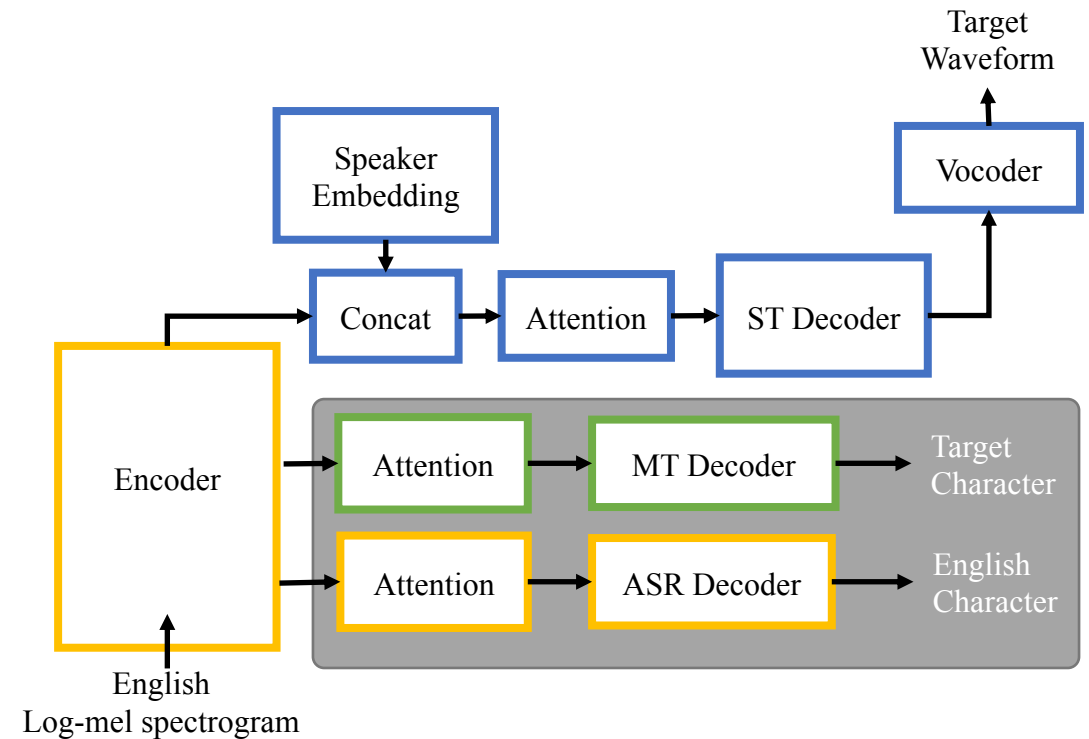 Target
Waveform
Speaker
Embedding
Vocoder
Concat
Attention
ST Decoder
Encoder
Attention
MT Decoder
Target
Character
Attention
ASR Decoder
English
Character
English
Log-mel spectrogram